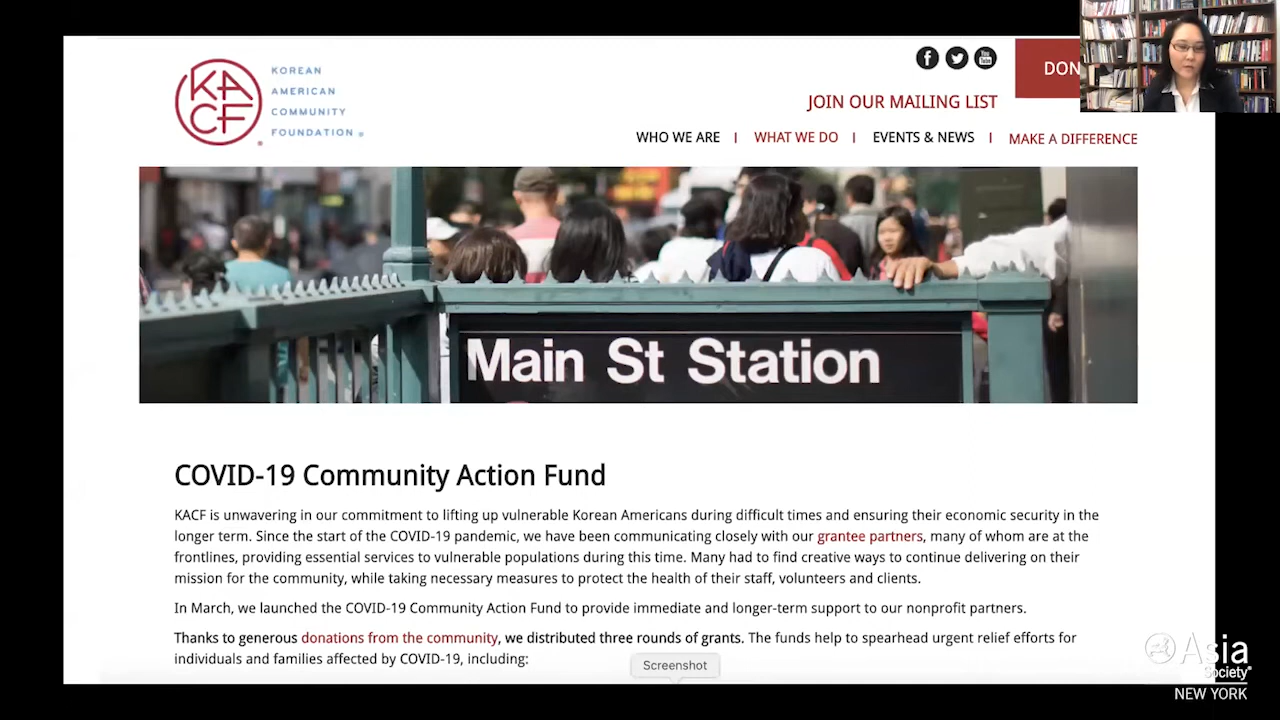 KACF
KOREAN
AMERICAN
COMMUNITY
FOUNDATION®
You
Tube
DON
JOIN OUR MAILING LIST
WHO WE ARE | WHAT WE DO | EVENTS & NEWS | MAKE A DIFFERENCE
Main St Station
COVID-19 Community Action Fund
KACF is unwavering in our commitment to lifting up vulnerable Korean Americans during difficult times and ensuring their economic security in the
longer term. Since the start of the COVID-19 pandemic, we have been communicating closely with our grantee partners, many of whom are at the
frontlines, providing essential services to vulnerable populations during this time. Many had to find creative ways to continue delivering on their
mission for the community, while taking necessary measures to protect the health of their staff, volunteers and clients.
In March, we launched the COVID-19 Community Action Fund to provide immediate and longer-term support to our nonprofit partners.
Thanks to generous donations from the community, we distributed three rounds of grants. The funds help to spearhead urgent relief efforts for
individuals and families affected by COVID-19, including:
Screenshot
Asia
Society®
NEW YORK